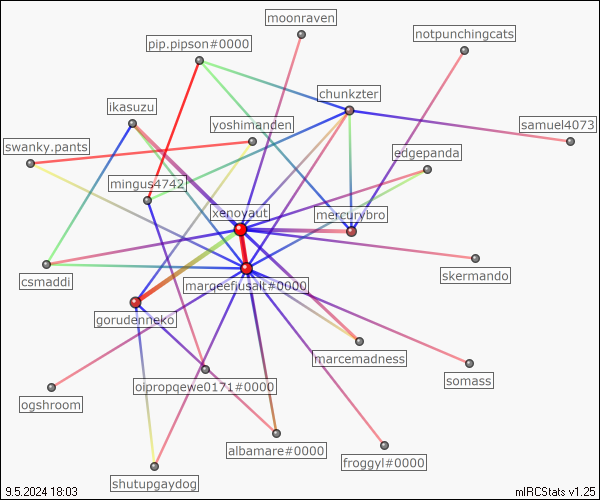 moonraven
notpunchingcats
pip.pipson#0000
chunkzter
ikasuzu
yoshimanden
samuel4073
swanky.pants
edgepanda
mingus4742
xenoyaut
mercurybro
csmaddi
skermando
marqeefiusalt#0000
gorudenneko
marcemadness
somass
oipropqewe0171#0000
ogshroom
albamare#0000
froggyl#0000
shutupgaydog
9.5.2024 18:03
mIRCStats v1.25